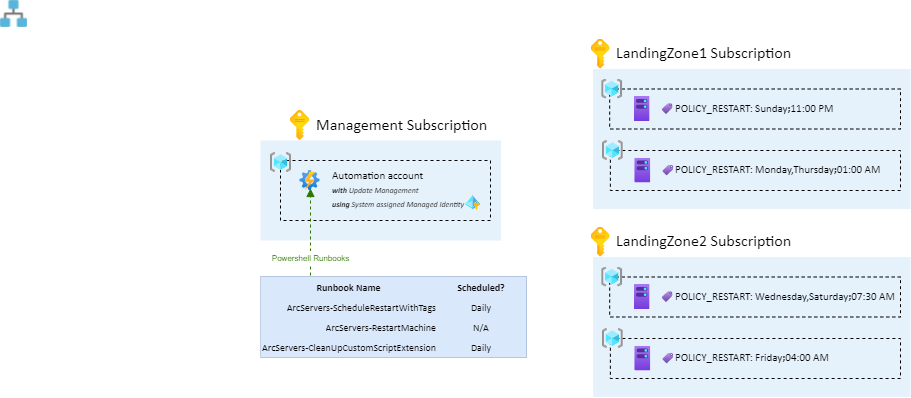 Management Subscription
Automation account
with Update Management
using System assigned Managed Identity
Powershell Runbooks
Runbook Name Scheduled?
ArcServers-ScheduleRestartWithTags Daily
ArcServers-RestartMachine N/A
ArcServers-CleanUpCustomScriptExtension Daily
LandingZone1 Subscription
POLICY_RESTART: Sunday;11:00 PM
POLICY_RESTART: Monday,Thursday;01:00 AM
LandingZone2 Subscription
POLICY_RESTART: Wednesday,Saturday;07:30 AM
POLICY_RESTART: Friday;04:00 AM